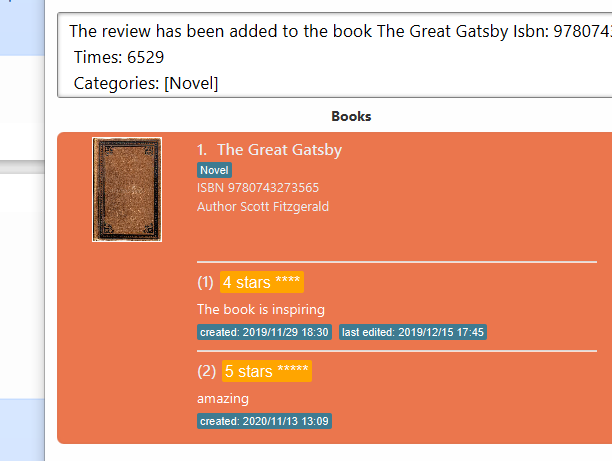 The review has been added to the book The Great Gatsby Isbn: 978074
Times: 6529
Categories: [Novel]
Books
1. The Great Gatsby
Novel
ISBN 9780743273565
Author Scott Fitzgerald
(1) 4 stars ****
The book is inspiring
created: 2019/11/29 18:30 last edited: 2019/12/15 17:45
(2) 5 stars *****
amazing
created: 2020/11/13 13:09